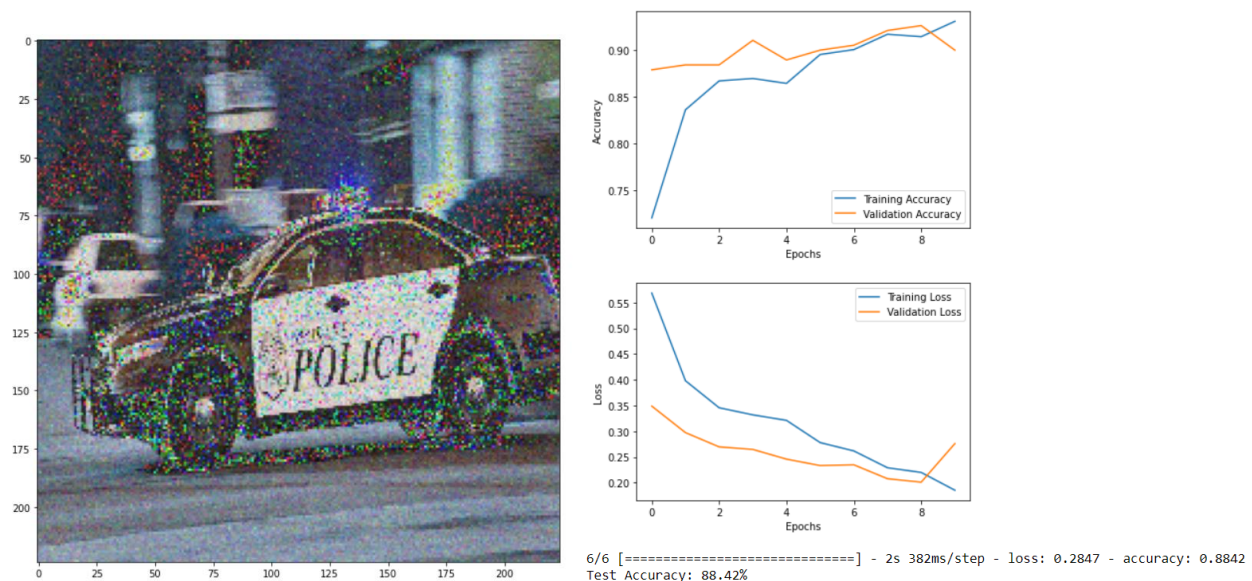 0
25
50
75
100
125
150
175
200
0 25 50 75 100 125 150 175 200
POLICE
0.90
0.85
0.80
0.75
Accuracy
Training Accuracy
Validation Accuracy
0 2 4 6 8
Epochs
0.55
0.50
0.45
0.40
0.35
0.30
0.25
0.20
Loss
Training Loss
Validation Loss
0 2 4 6 8
Epochs
6/6 [==============================] - 2s 382ms/step - loss: 0.2847 - accuracy: 0.8842
Test Accuracy: 88.42%